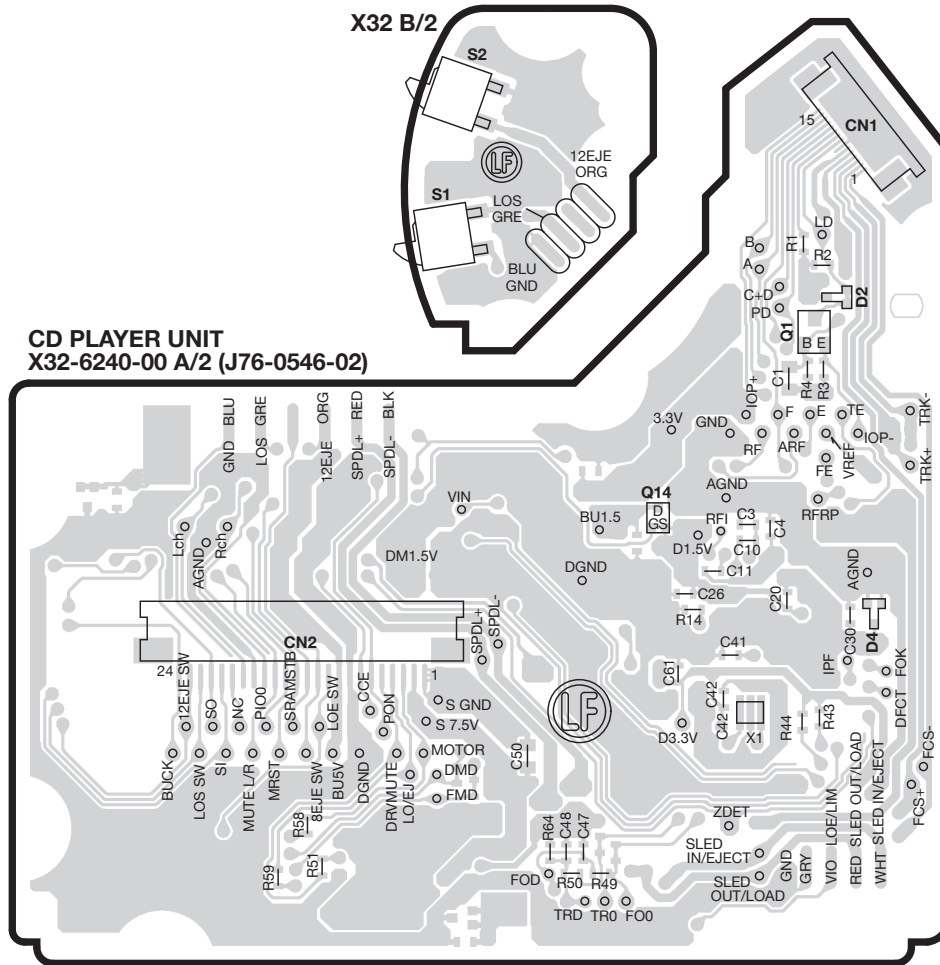 X32 B/2
S2
12EJE
ORG
S1
LOS
GRE
BLU
GND
LF
15
CN1
1
LD
B
R1
R2
A
C+D
PD
D2
Q1
B E
C1
R4
R3
CD PLAYER UNIT
X32-6240-00 A/2 (J76-0546-02)
GND BLU
LOS GRE
12EJE ORG
SPDL+ RED
SPDL- BLK
3.3V
GND
IOP+
F
E
TE
TRK-
RF
ARF
VREF
IOP-
FE
TRK+
AGND
RFRP
VIN
Q14
D
GS
BU1.5
RFI
C3
C4
Lch
AGND
Rch
D1.5V
C10
DM1.5V
DGND
C11
AGND
C26
C20
R14
CN2
SPDL+
SPDL-
C30
D4
C41
24
1
C61
IPF
FOK
12EJE SW
SO
NC
PIO0
SRAMSTB
LOE SW
CCE
PON
S GND
S 7.5V
LF
C42
C42
X1
R44
R43
DFCT
D3.3V
BUCK
LOS SW
SI
MUTE L/R
MRST
8EJE SW
BU5V
DGND
DRVMUTE
LO/EJ
MOTOR
DMD
FMD
C50
FCS-
FCS+
R58
ZDET
R59
R51
R64
C48
C47
SLED
IN/EJECT
GND
GRY
VIO LOE/LIM
RED SLED OUT/LOAD
WHT SLED IN/EJECT
FOD
R50
R49
SLED
OUT/LOAD
TRD
TR0
FO0